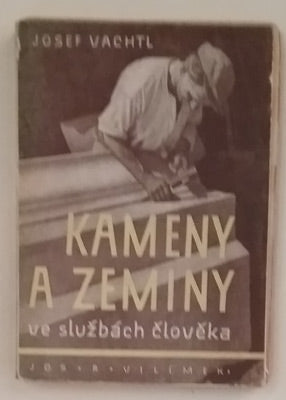 JOSEF VACHTL
KAMENY
A ZEMINY
ve službách člověka
JOS • R • VILÍMEK